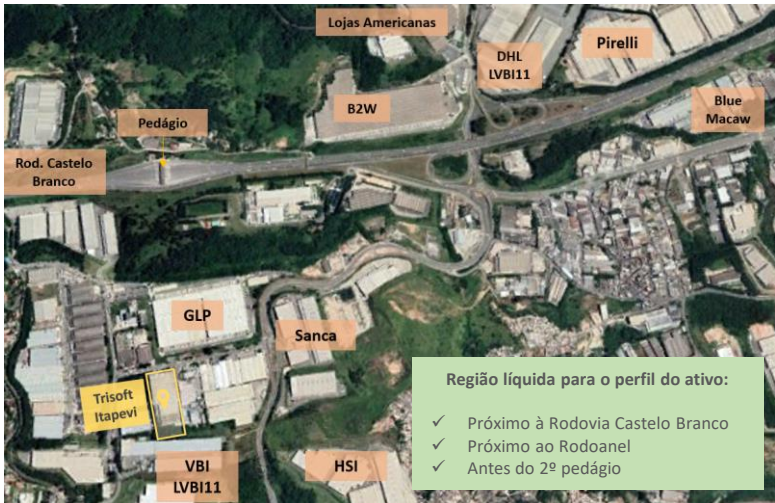 Lojas Americanas
DHL
LVBI11
Pirelli
B2W
Blue
Macaw
Pedágio
Rod. Castelo
Branco
GLP
Sanca
Trisoft
Itapevi
VBI
LVBI11
HSI
Região líquida para o perfil do ativo:
✓ Próximo à Rodovia Castelo Branco
✓ Próximo ao Rodoanel
✓ Antes do 2º pedágio